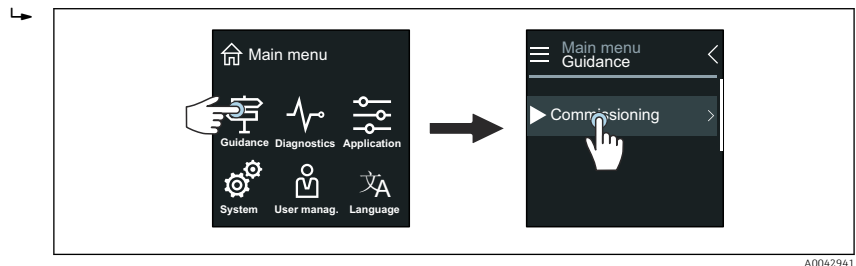 Main menu
Guidance Diagnostics Application
System User manag. Language
Main menu
Guidance
Commissioning
A0042941